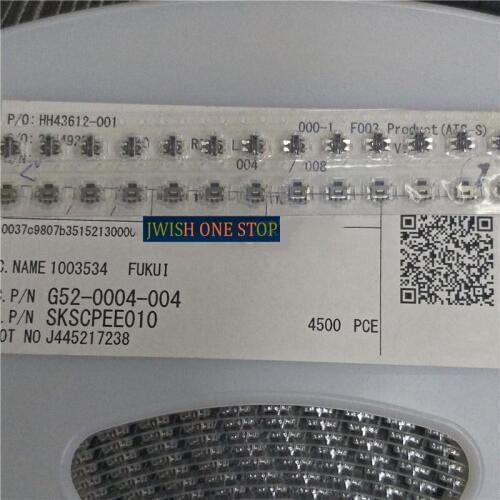 P/O: HH43612-001
000-1 F003 Product(ATC-S)
004 / 008
0037c9807b3515213000
JWISH ONE STOP
C.NAME 1003534 FUKUI
C.P/N G52-0004-004
.P/N SKSCPEE010
4500 PCE
OT NO J445217238